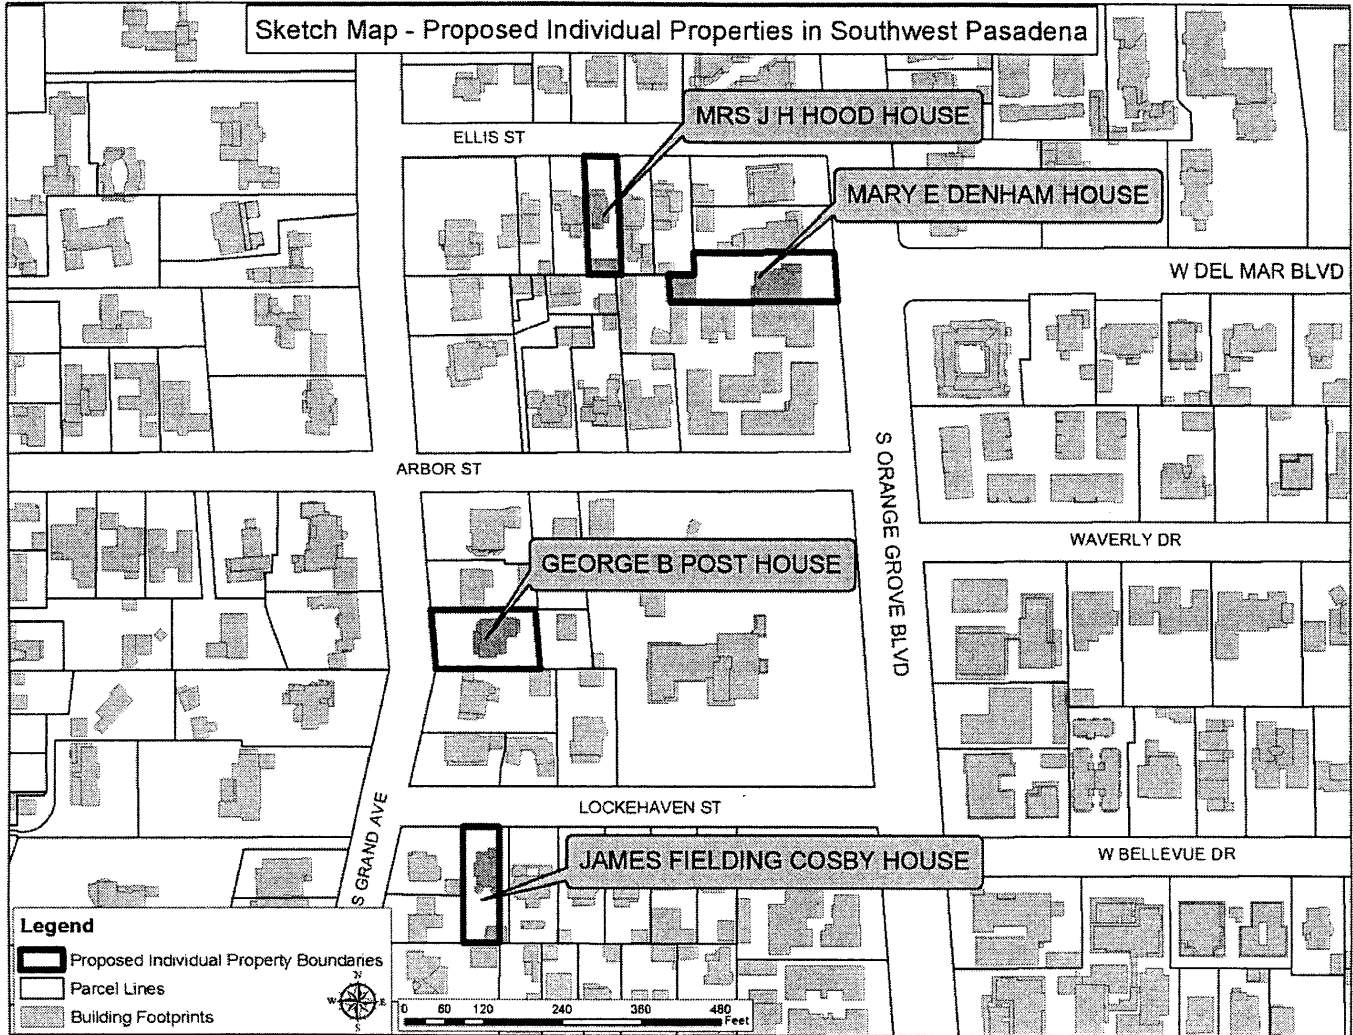 Sketch Map - Proposed Individual Properties in Southwest Pasadena
MRS J H HOOD HOUSE
ELLIS ST
MARY E DENHAM HOUSE
W DEL MAR BLVD
ARBOR ST
S ORANGE GROVE BLVD
WAVERLY DR
GEORGE B POST HOUSE
LOCKEHAVEN ST
S GRAND AVE
JAMES FIELDING COSBY HOUSE
W BELLEVUE DR
Legend
Proposed Individual Property Boundaries
Parcel Lines
Building Footprints
N
W E
S
0 60 120 240 360 480
Feet